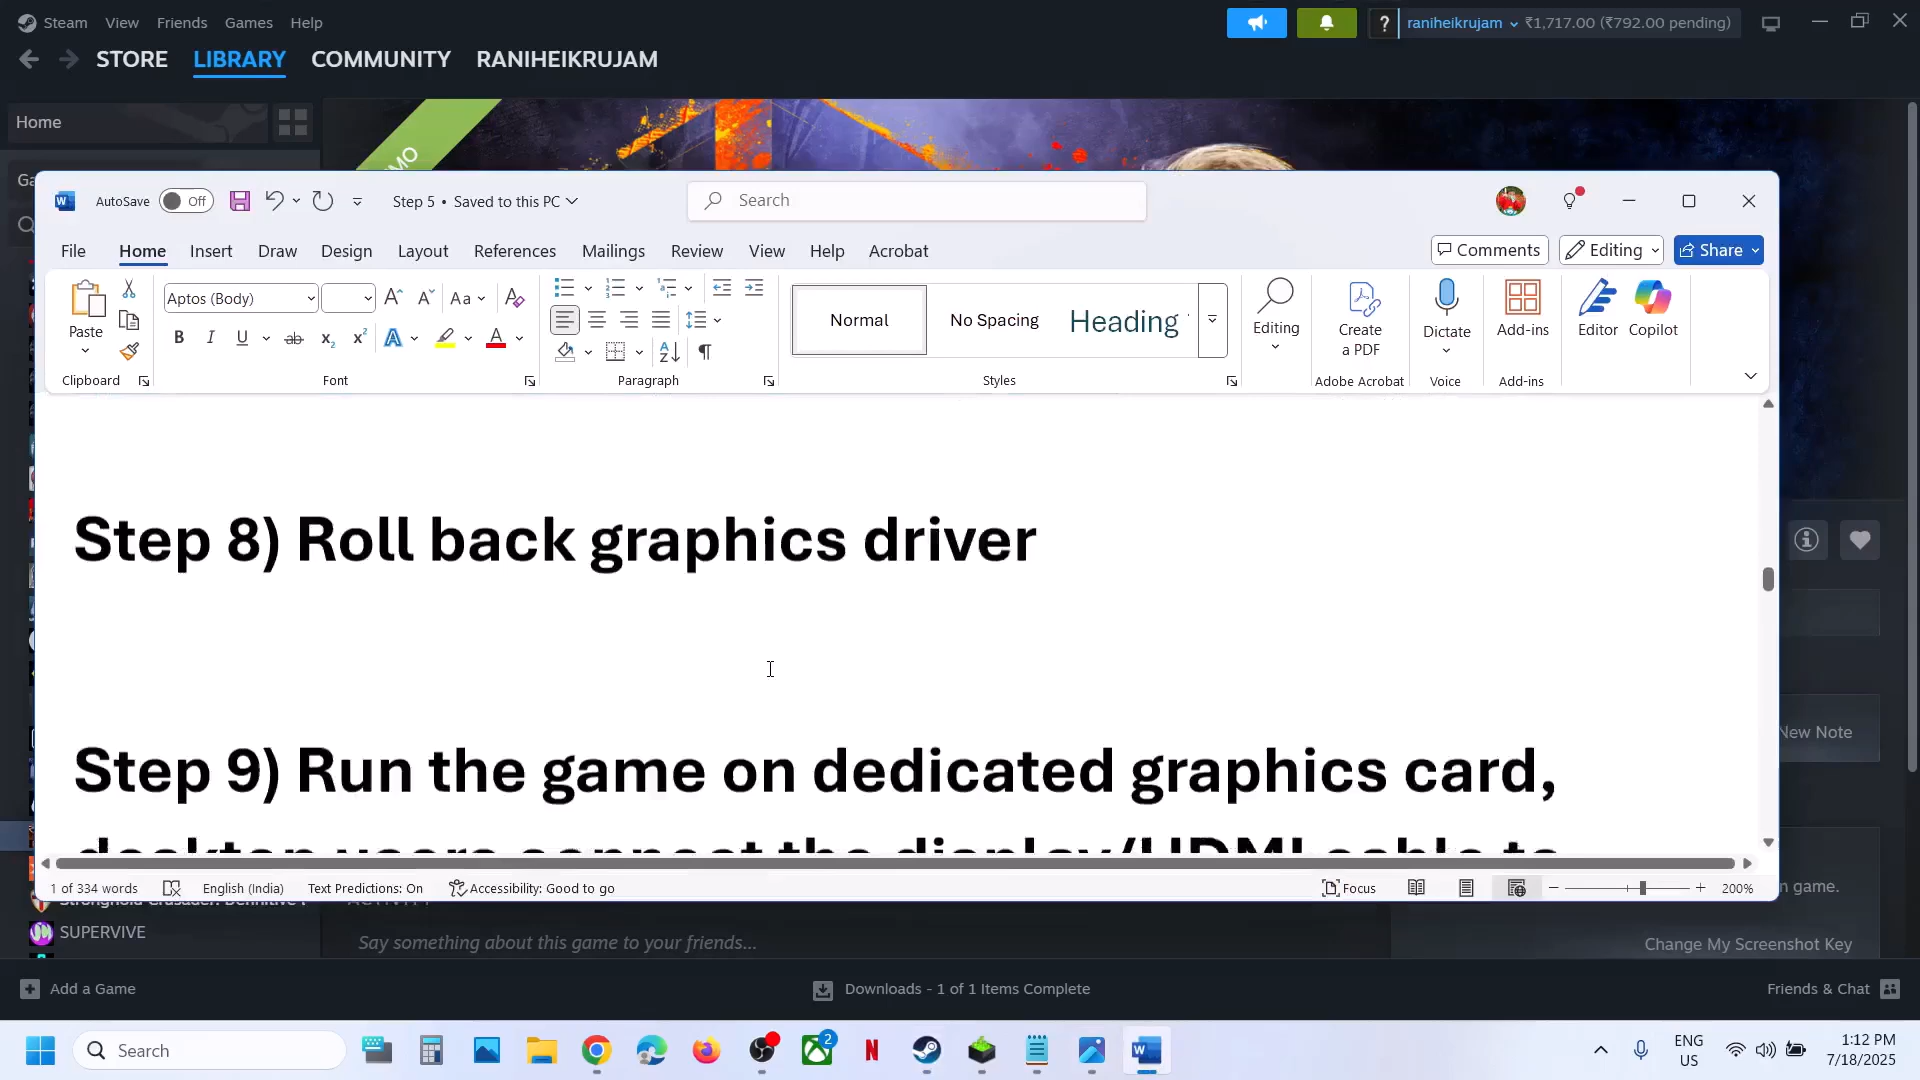 Steam View Friends Games Help
? raniheikrujam ₹1,717.00 (₹792.00 pending)
STORE LIBRARY COMMUNITY RANIHEIKRUJAM
Home
AutoSave Off Step 5 • Saved to this PC Search
File Home Insert Draw Design Layout References Mailings Review View Help Acrobat Comments Editing Share
Paste Aptos (Body) Aa Normal No Spacing Heading Editing Create a PDF Dictate Add-ins Editor Copilot
Clipboard Font Paragraph Styles Adobe Acrobat Voice Add-ins
Step 8) Roll back graphics driver
Step 9) Run the game on dedicated graphics card,
desktop users connect the display/HDMI cable to
New Note
1 of 334 words English (India) Text Predictions: On Accessibility: Good to go Focus 200%
n game.
SUPERVIVE
Say something about this game to your friends...
Change My Screenshot Key
Add a Game Downloads - 1 of 1 Items Complete Friends & Chat
Search 2 ENG US 1:12 PM 7/18/2025